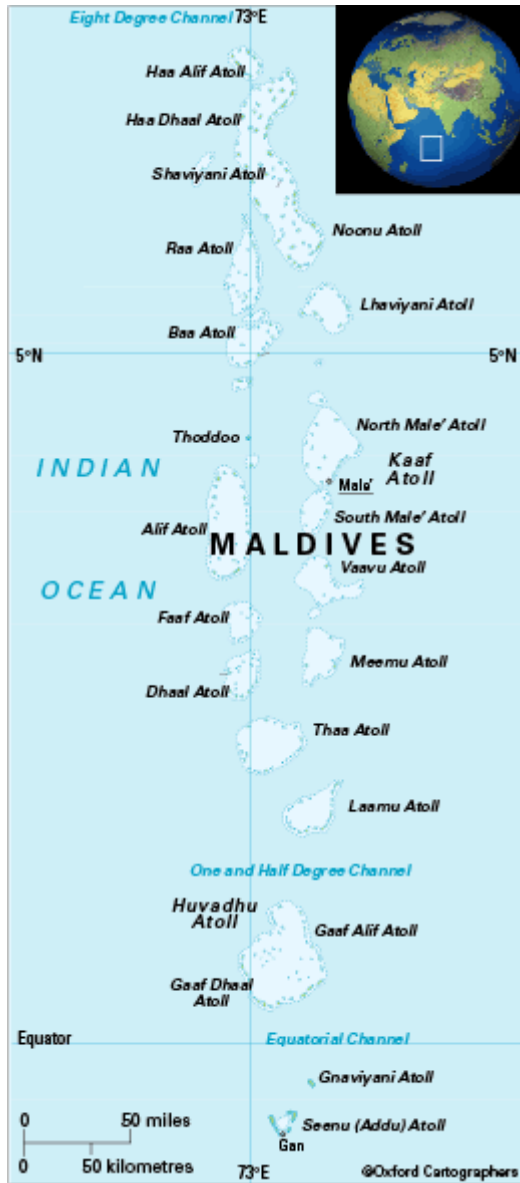 Eight Degree Channel
73°E
Haa Alif Atoll
Haa Dhaal Atoll
Shaviyani Atoll
Noonu Atoll
Raa Atoll
Lhaviyani Atoll
Baa Atoll
5°N
5°N
North Male' Atoll
Thoddoo
Kaaf
Atoll
INDIAN
Male'
South Male' Atoll
Alif Atoll
MALDIVES
Vaavu Atoll
OCEAN
Faaf Atoll
Meemu Atoll
Dhaal Atoll
Thaa Atoll
Laamu Atoll
One and Half Degree Channel
Huvadhu
Atoll
Gaaf Alif Atoll
Gaaf Dhaal
Atoll
Equator
Equatorial Channel
Gnaviyani Atoll
0 50 miles
Seenu (Addu) Atoll
Gan
0 50 kilometres
73°E
©Oxford Cartographers